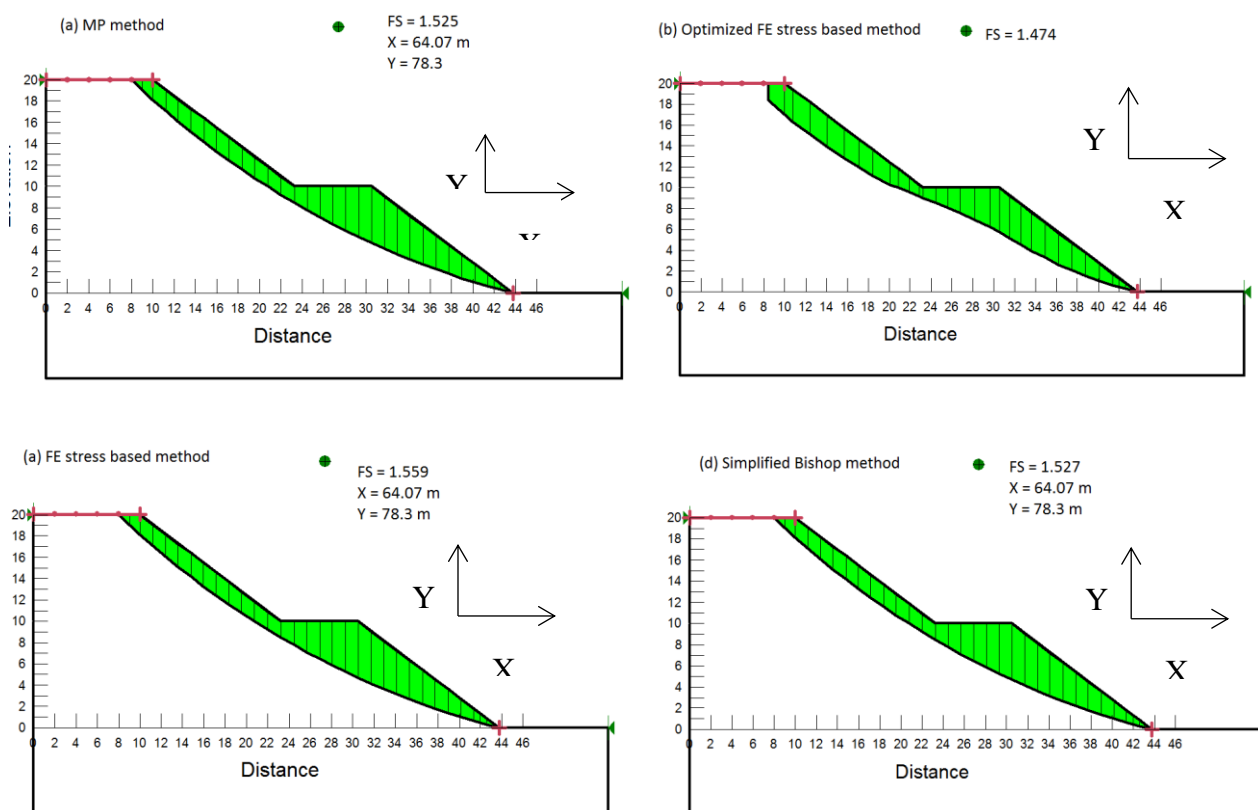 (a) MP method
FS = 1.525
X = 64.07 m
Y = 78.3
20
18
16
14
12
10
8
6
4
2
0
0 2 4 6 8 10 12 14 16 18 20 22 24 26 28 30 32 34 36 38 40 42 44 46
Distance
(b) Optimized FE stress based method
FS = 1.474
Y
X
20
18
16
14
12
10
8
6
4
2
0
0 2 4 6 8 10 12 14 16 18 20 22 24 26 28 30 32 34 36 38 40 42 44 46
Distance
(a) FE stress based method
FS = 1.559
X = 64.07 m
Y = 78.3 m
Y
X
20
18
16
14
12
10
8
6
4
2
0
0 2 4 6 8 10 12 14 16 18 20 22 24 26 28 30 32 34 36 38 40 42 44 46
Distance
(d) Simplified Bishop method
FS = 1.527
X = 64.07 m
Y = 78.3 m
Y
X
20
18
16
14
12
10
8
6
4
2
0
0 2 4 6 8 10 12 14 16 18 20 22 24 26 28 30 32 34 36 38 40 42 44 46
Distance